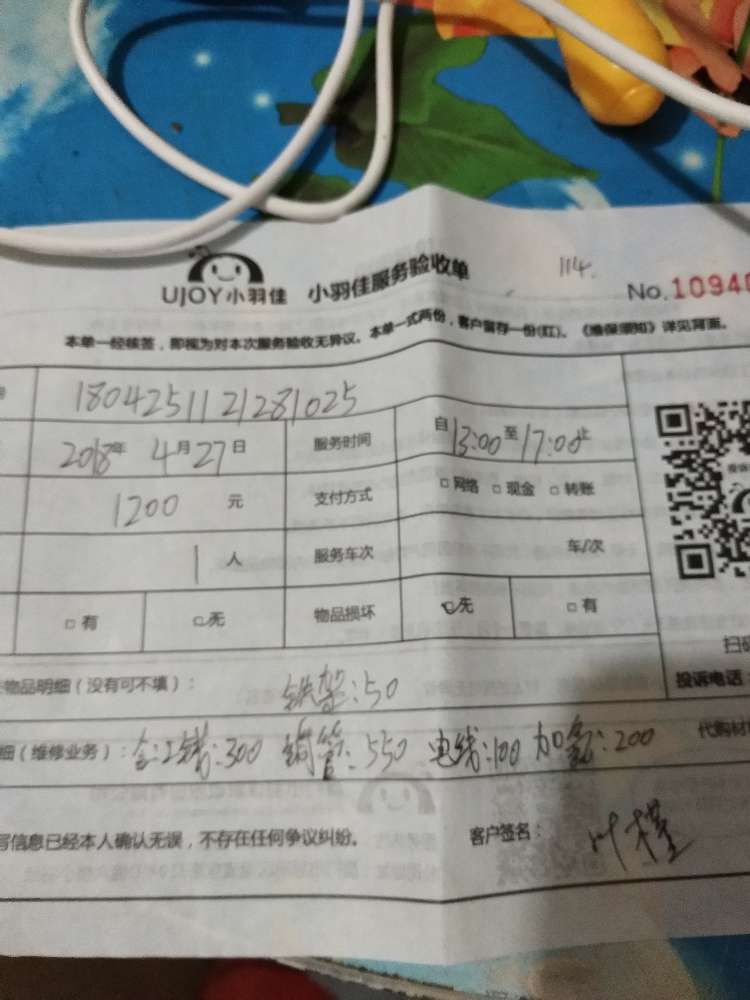 UJOY小羽佳 小羽佳服务验收单 114.
No.10940
本单一经核签，即视为对本次服务验收无异议。本单一式两份，客户留存一份(红)。《维保须知》详见背面。
180425112128 1025
2018年 4月27日 服务时间 自13:00至17:00止
1200 元 支付方式 □网络 □现金 □转账
1人 服务车次 车/次
□有 □无 物品损坏 □无 □有
扫码
物品明细（没有可不填）： 铁架:50 投诉电话
细（维修业务）: 300 铜管:550 电线:100 200 代购材
写信息已经本人确认无误，不存在任何争议纠纷。 客户签名：